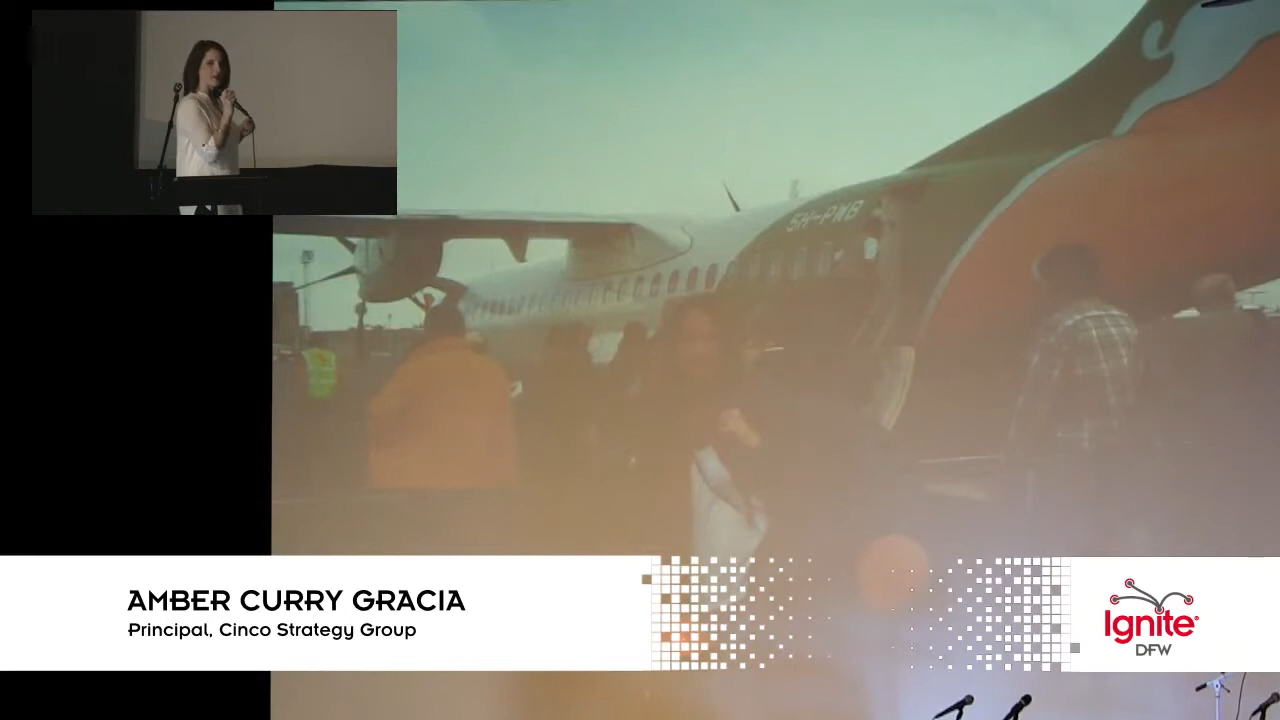 5H-PWB
AMBER CURRY GRACIA
Principal, Cinco Strategy Group
Ignite
DFW